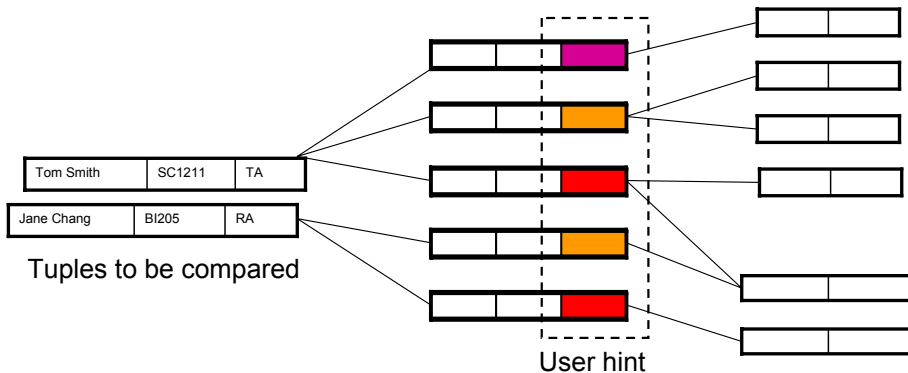 Tom Smith SC1211 TA
Jane Chang BI205 RA
Tuples to be compared
User hint